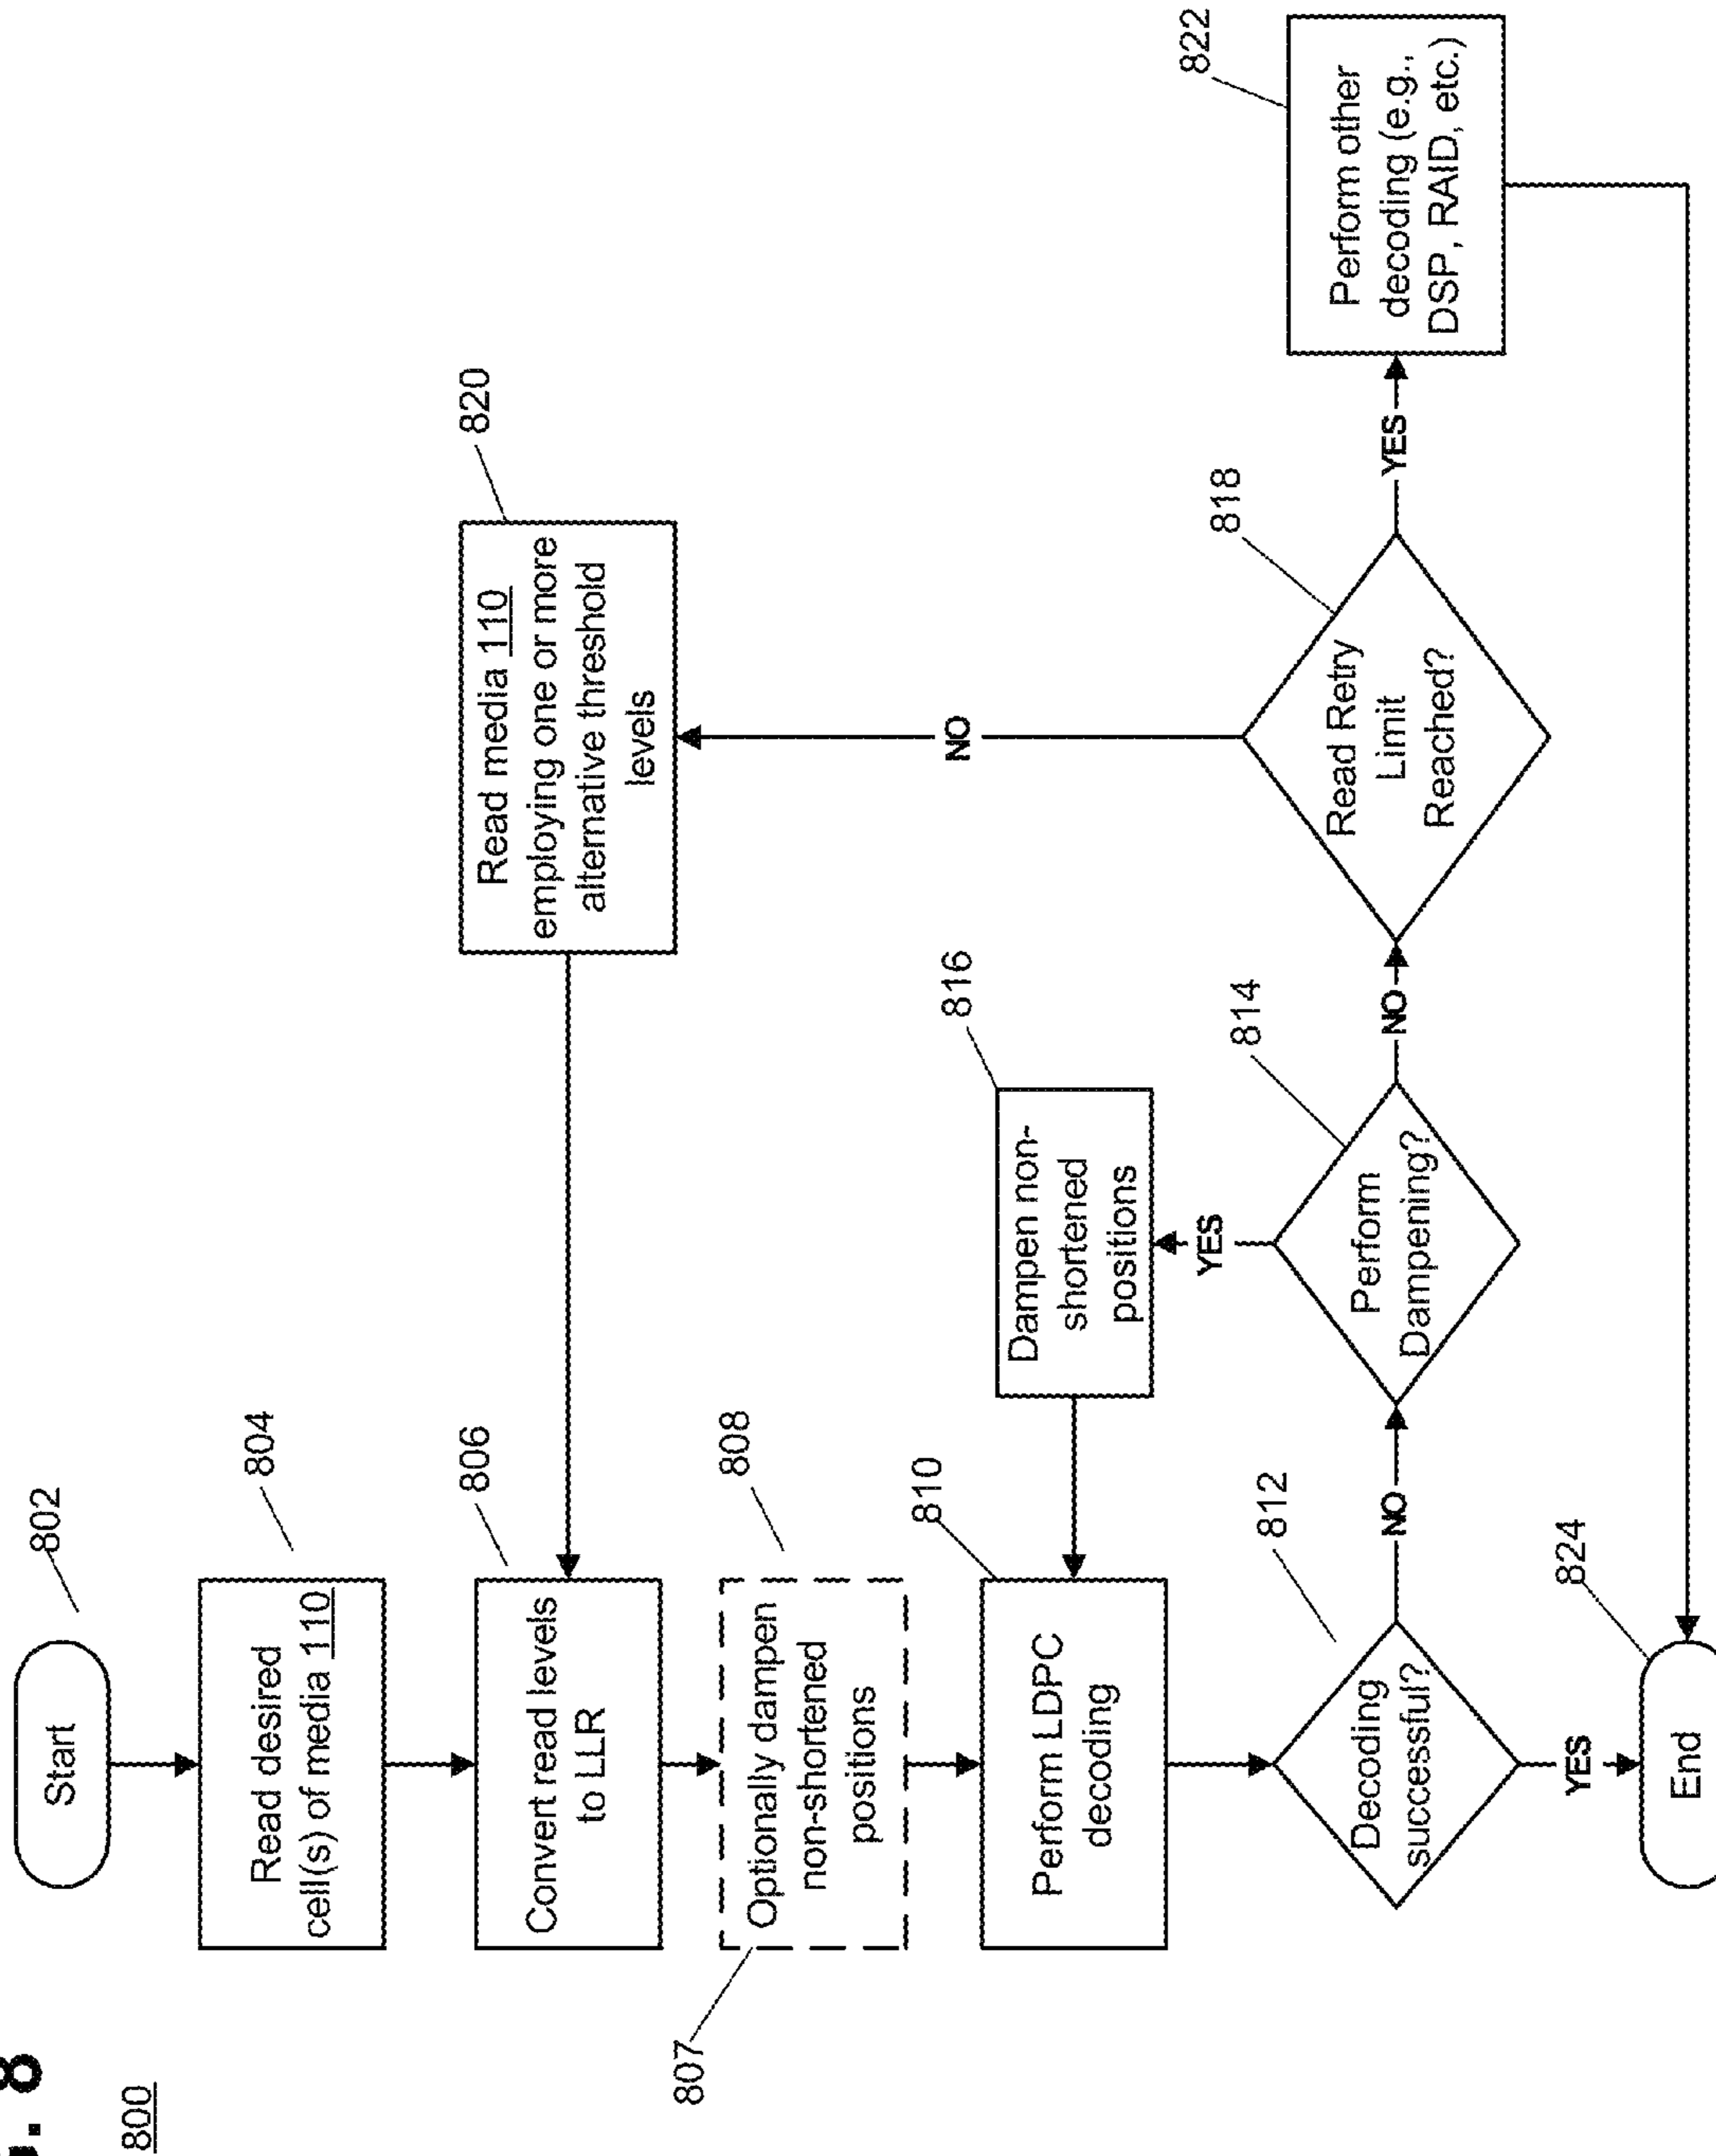 . 8
800
Start
802
Read desired
cell(s) of media 110
804
Convert read levels
to LLR
806
Optionally dampen
non-shortened
positions
807
808
Perform LDPC
decoding
810
Decoding
successful?
812
YES
NO
End
824
Perform
Dampening?
814
YES
NO
Dampen non-
shortened
positions
816
Read Retry
Limit
Reached?
818
NO
YES
Read media 110
employing one or more
alternative threshold
levels
820
Perform other
decoding (e.g.,
DSP, RAID, etc.)
822